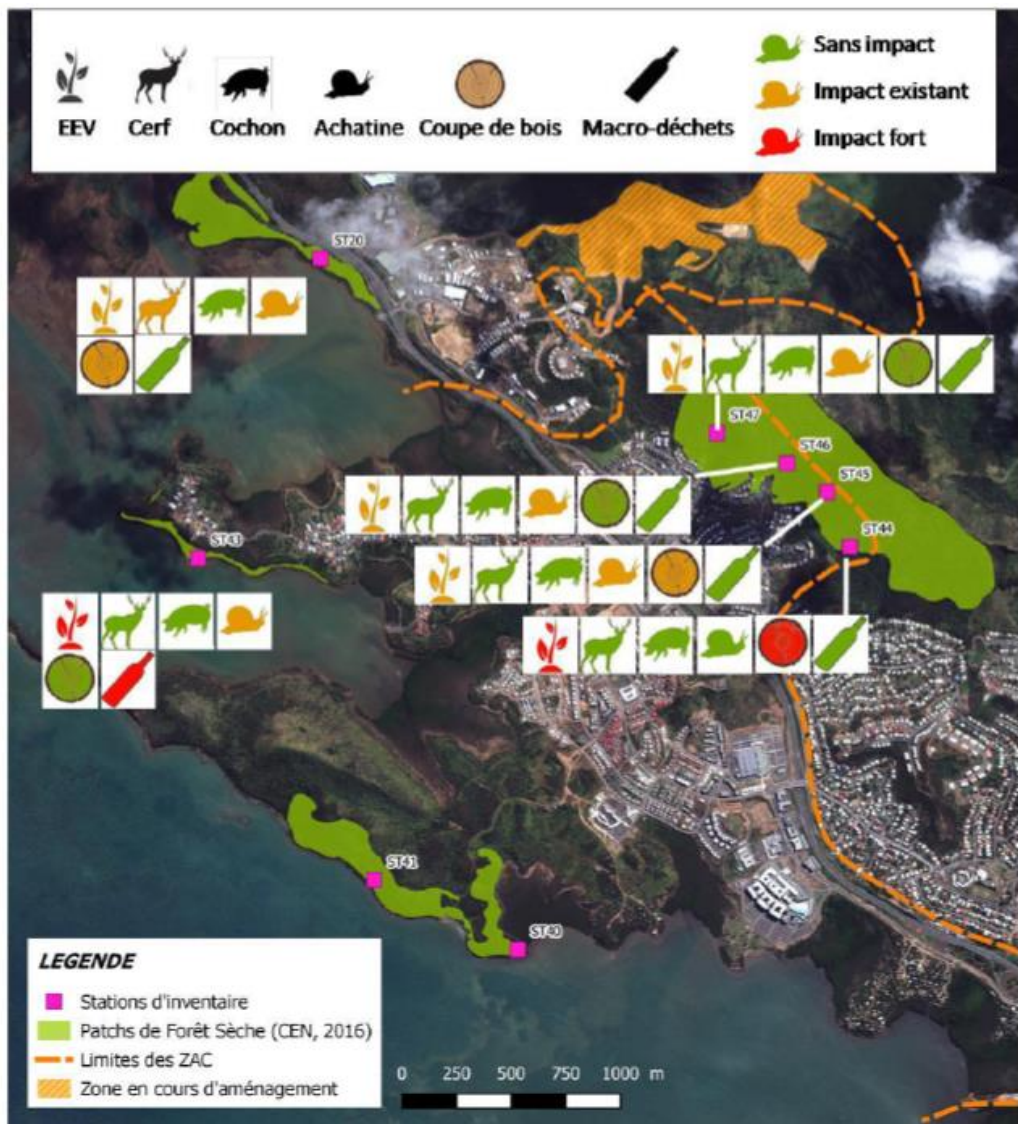 EEV Cerf Cochon Achatine Coupe de bois Macro-déchets
Sans impact
Impact existant
Impact fort
ST20
ST47
ST46
ST45
ST44
ST43
ST41
ST40
LEGENDE
Stations d'inventaire
Patchs de Forêt Sèche (CEN, 2016)
Limites des ZAC
Zone en cours d'aménagement
0 250 500 750 1000 m